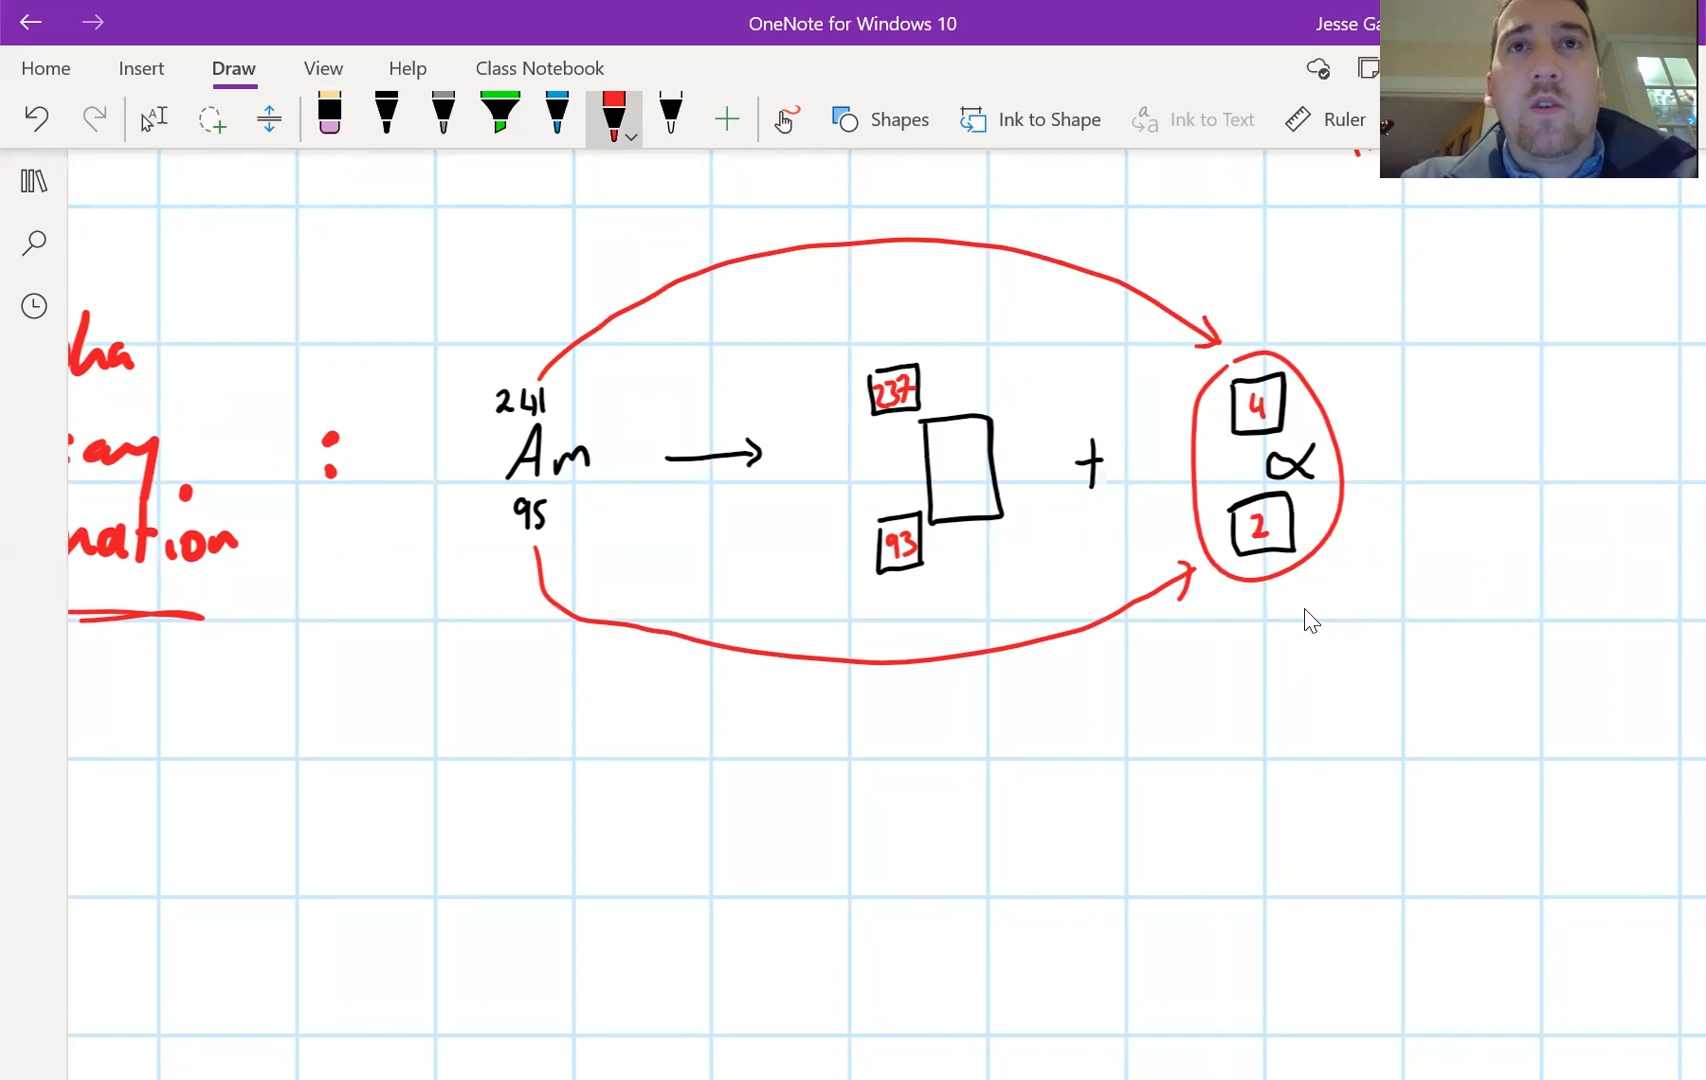 OneNote for Windows 10
Jesse Ga
Home Insert Draw View Help Class Notebook
Shapes Ink to Shape Ink to Text Ruler
ha
ay
nation
:
241
Am
95
→
237
93
+
4
α
2